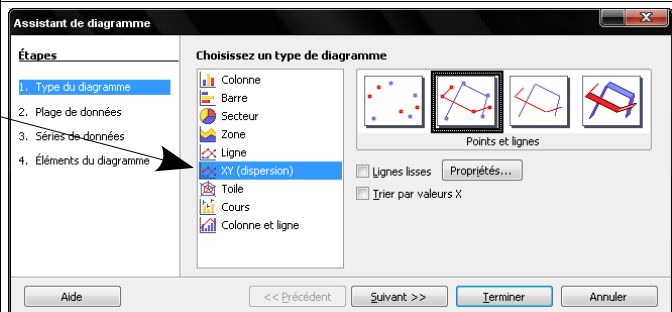 Assistant de diagramme
Étapes
1. Type du diagramme
2. Plage de données
3. Séries de données
4. Éléments du diagramme
Choisissez un type de diagramme
Colonne
Barre
Secteur
Zone
Ligne
XY (dispersion)
Toile
Cours
Colonne et ligne
Points et lignes
Lignes lisses
Propriétés...
Trier par valeurs X
Aide
<< Précédent
Suivant >>
Terminer
Annuler